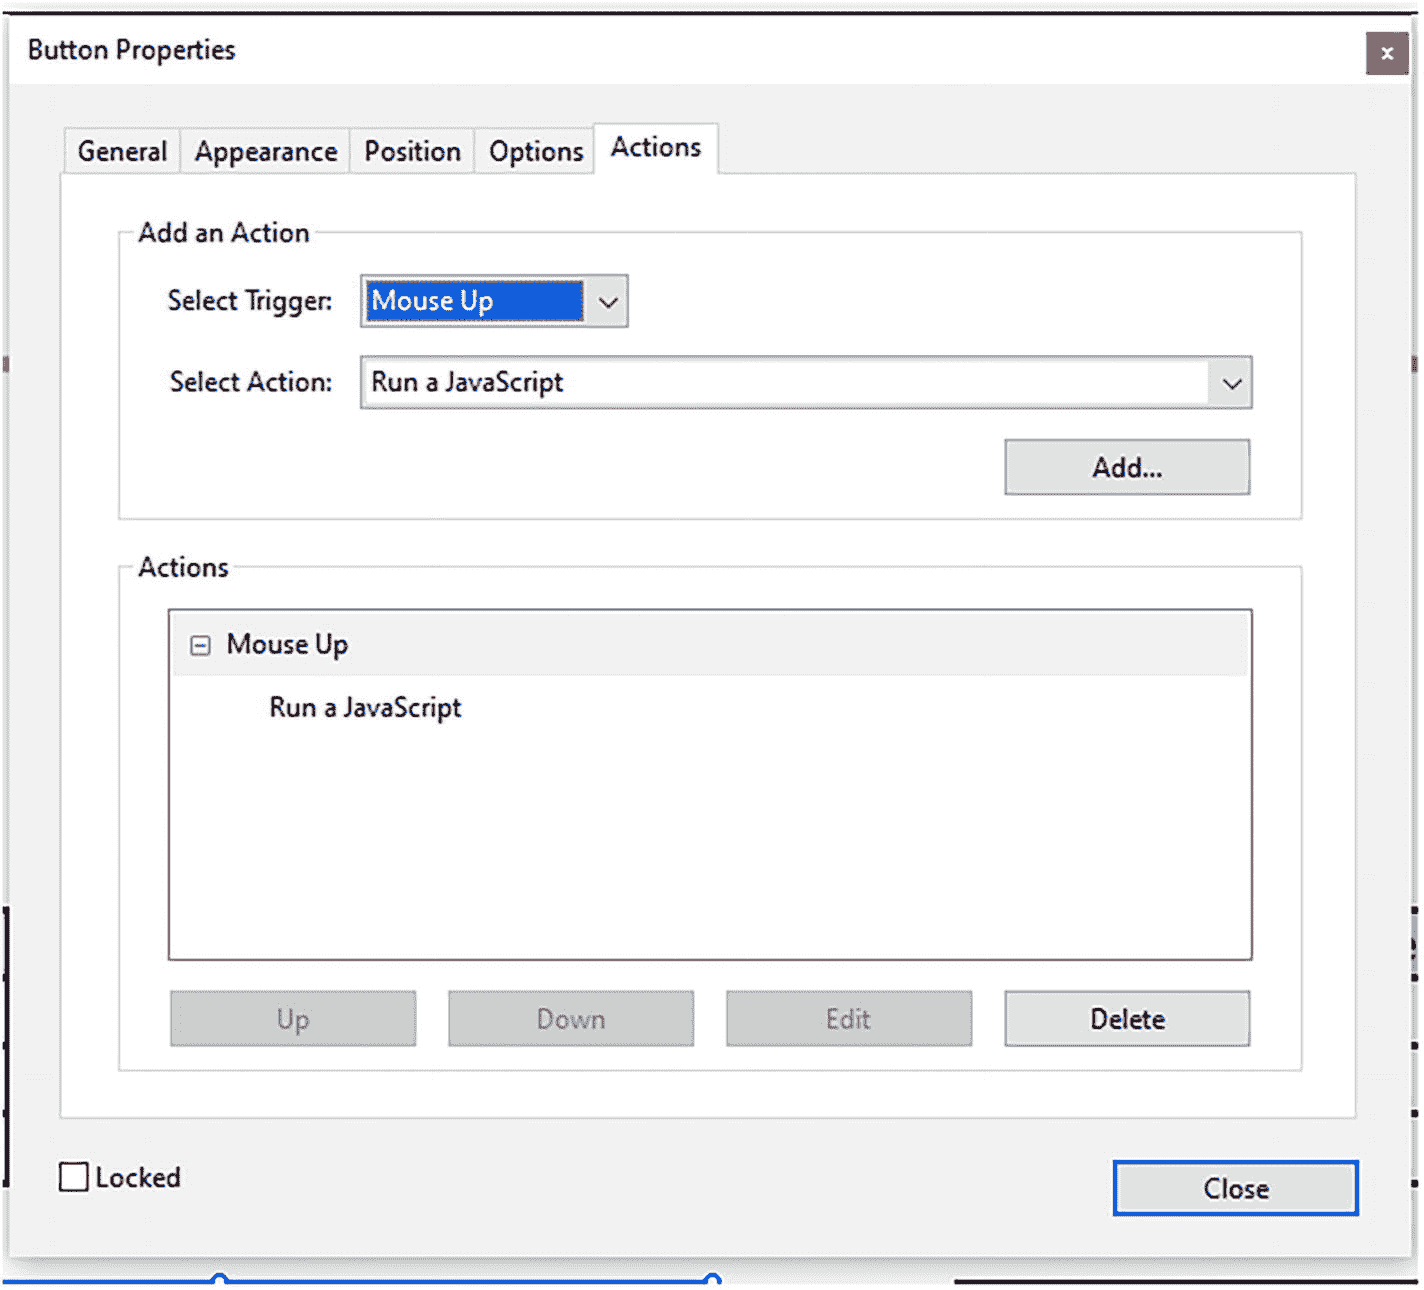 Button Properties
x
General Appearance Position Options Actions
Add an Action
Select Trigger: Mouse Up
Select Action: Run a JavaScript
Add...
Actions
Mouse Up
Run a JavaScript
Up Down Edit Delete
Locked
Close